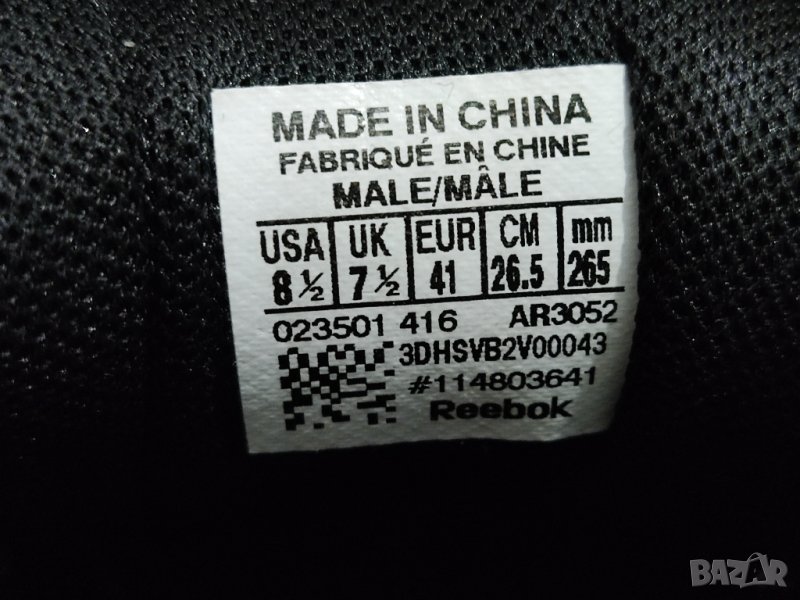 MADE IN CHINA
FABRIQUÉ EN CHINE
MALE/MÂLE
USA UK EUR CM mm
8 ½ 7 ½ 41 26.5 265
023501 416 AR3052
3DHSVB2V00043
#114803641
Reebok
BAZAR